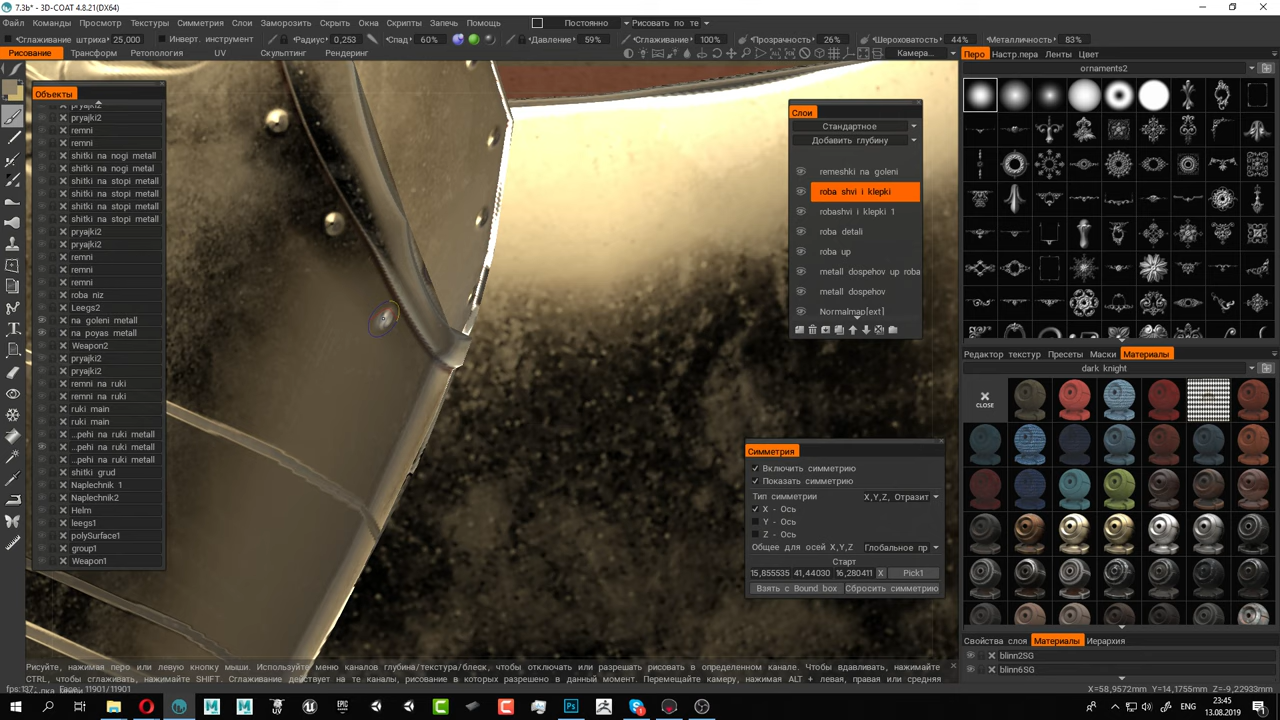 7.3b* - 3D-COAT 4.8.21(DX64)
Файл Команды Просмотр Текстуры Симметрия Слои Заморозить Скрыть Окна Скрипты Запечь Помощь Постоянно Рисовать по те
Сглаживание штриха 25,000 Инверт. инструмент Радиус 0,253 Спад 60% Давление 59% Сглаживание 100% Прозрачность 26% Шероховатость 44% Металличность 83%
Рисование Трансформ Ретопология UV Скульптинг Рендеринг Камера... Перо Настр.пера Ленты Цвет
ornaments2
Объекты
pryajki2
pryajki2
remni
remni
shitki na nogi metall
shitki na nogi metal
shitki na stopi metall
shitki na stopi metall
shitki na stopi metall
shitki na stopi metall
pryajki2
pryajki2
remni
remni
remni
roba niz
Leegs2
na goleni metall
na poyas metall
Weapon2
pryajki2
pryajki2
remni na ruki
remni na ruki
ruki main
ruki main
...pehi na ruki metall
...pehi na ruki metall
...pehi na ruki metall
shitki grud
Naplechnik 1
Naplechnik2
Helm
leegs1
polySurface1
group1
Weapon1
Слои
Стандартное
Добавить глубину
remeshki na goleni
roba shvi i klepki
robashvi i klepki 1
roba detali
roba up
metall dospehov up roba
metall dospehov
Normalmap[ext]
Редактор текстур Пресеты Маски Материалы
dark knight
CLOSE
Симметрия
Включить симметрию
Показать симметрию
Тип симметрии X,Y,Z, Отразит
X - Ось
Y - Ось
Z - Ось
Общее для осей X,Y,Z Глобальное пр
Старт
15,855535 41,44030 16,280411 X Pick1
Взять с Bound box Сбросить симметрию
Свойства слоя Материалы Иерархия
blinn2SG
blinn6SG
Рисуйте, нажимая перо или левую кнопку мыши. Используйте меню каналов глубина/текстура/блеск, чтобы отключать или разрешать рисовать в определенном канале. Чтобы вдавливать, нажимайте
CTRL, чтобы сглаживать, нажимайте SHIFT. Сглаживание действует на те каналы, рисование в которых разрешено в данный момент. Перемещайте камеру, нажимая ALT + левая, правая или средняя
fps:137
11901/11901
X=58,9572mm Y=14,1755mm Z=-9,22933mm
UV
EPIC
Ps
ENG
23:45
13.08.2019